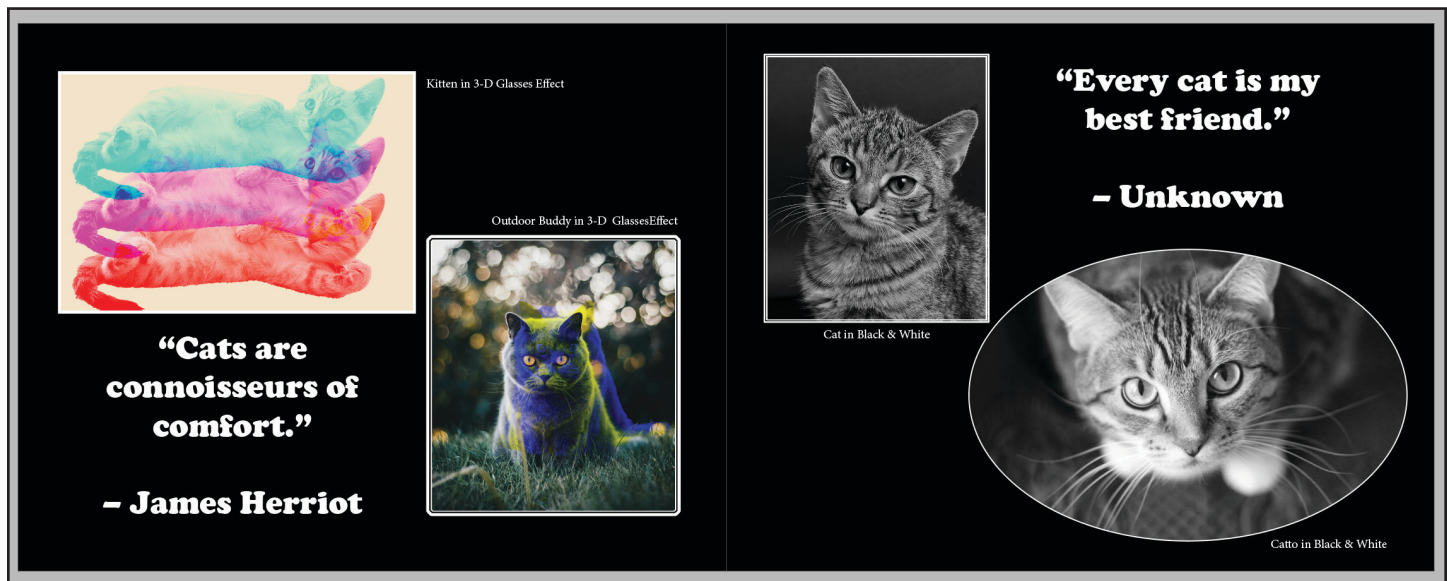 Kitten in 3-D Glasses Effect
Outdoor Buddy in 3-D  GlassesEffect
“Cats are
connoisseurs of
comfort.”
– James Herriot
Cat in Black & White
“Every cat is my
best friend.”
– Unknown
Catto in Black & White